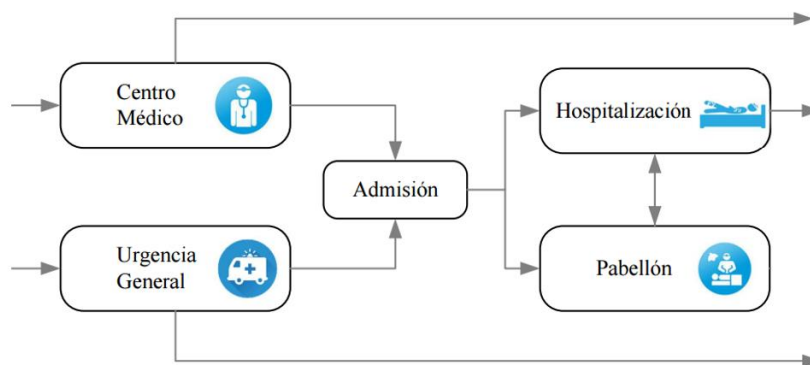 Centro
Médico
Hospitalización
Admisión
Urgencia
General
Pabellón